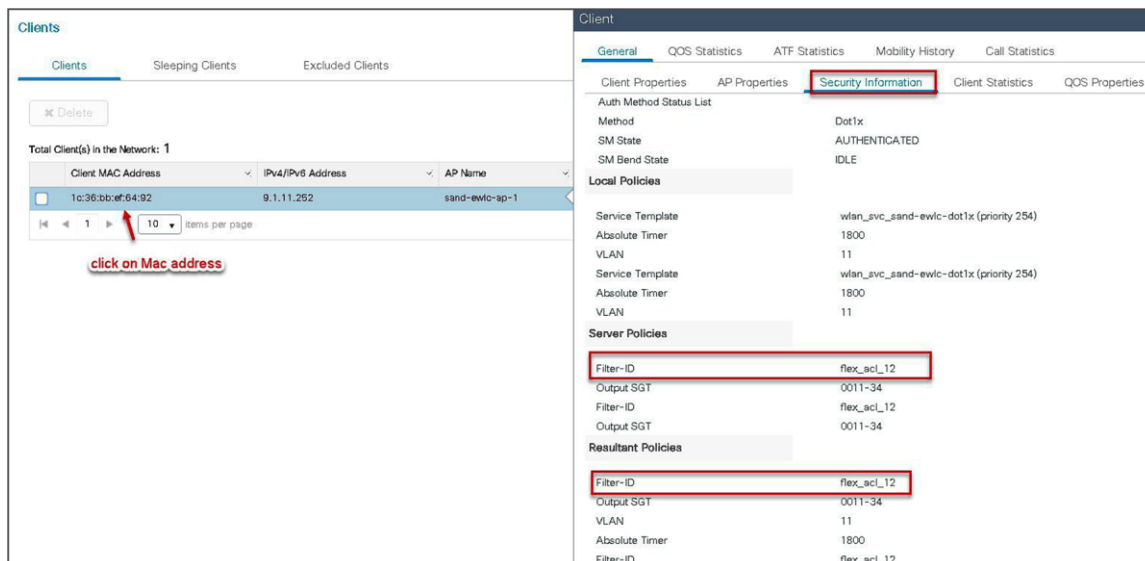 Clients
Clients Sleeping Clients Excluded Clients
✖ Delete
Total Client(s) in the Network: 1
Client MAC Address IPv4/IPv6 Address AP Name
1c:36:bb:ef:64:92 9.1.11.252 sand-ewlc-ap-1
1 10 items per page
click on Mac address
Client
General QOS Statistics ATF Statistics Mobility History Call Statistics
Client Properties AP Properties Security Information Client Statistics QOS Properties
Auth Method Status List
Method Dot1x
SM State AUTHENTICATED
SM Bend State IDLE
Local Policies
Service Template wlan_svc_sand-ewlc-dot1x (priority 254)
Absolute Timer 1800
VLAN 11
Service Template wlan_svc_sand-ewlc-dot1x (priority 254)
Absolute Timer 1800
VLAN 11
Server Policies
Filter-ID flex_acl_12
Output SGT 0011-34
Filter-ID flex_acl_12
Output SGT 0011-34
Resultant Policies
Filter-ID flex_acl_12
Output SGT 0011-34
VLAN 11
Absolute Timer 1800
Filter-ID flex_acl_12